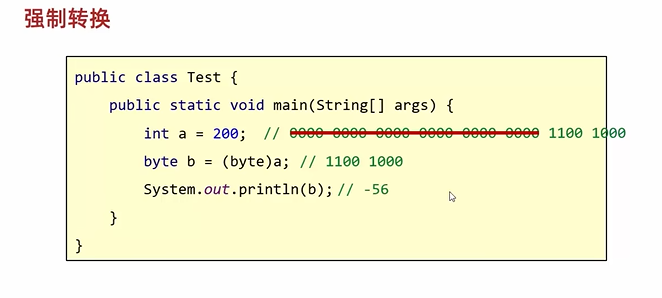 强制转换
public class Test {
public static void main(String[] args) {
int a = 200; // 0000 0000 0000 0000 0000 0000 1100 1000
byte b = (byte)a; // 1100 1000
System.out.println(b); // -56
}
}